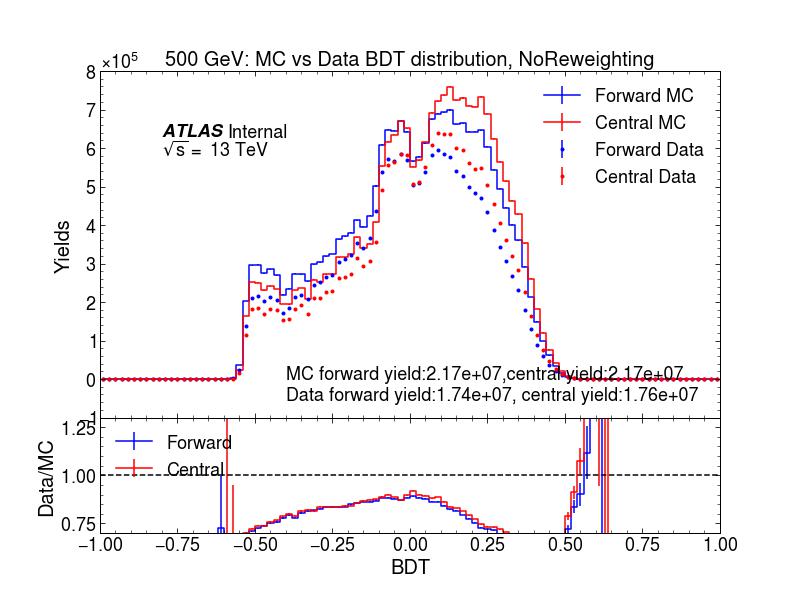 500 GeV: MC vs Data BDT distribution, NoReweighting
×10⁵
8
7
6
5
4
3
2
1
0
−1
Yields
ATLAS Internal
√s = 13 TeV
Forward MC
Central MC
Forward Data
Central Data
MC forward yield:2.17e+07,central yield:2.17e+07
Data forward yield:1.74e+07, central yield:1.76e+07
1.25
1.00
0.75
Data/MC
Forward
Central
−1.00 −0.75 −0.50 −0.25 0.00 0.25 0.50 0.75 1.00
BDT